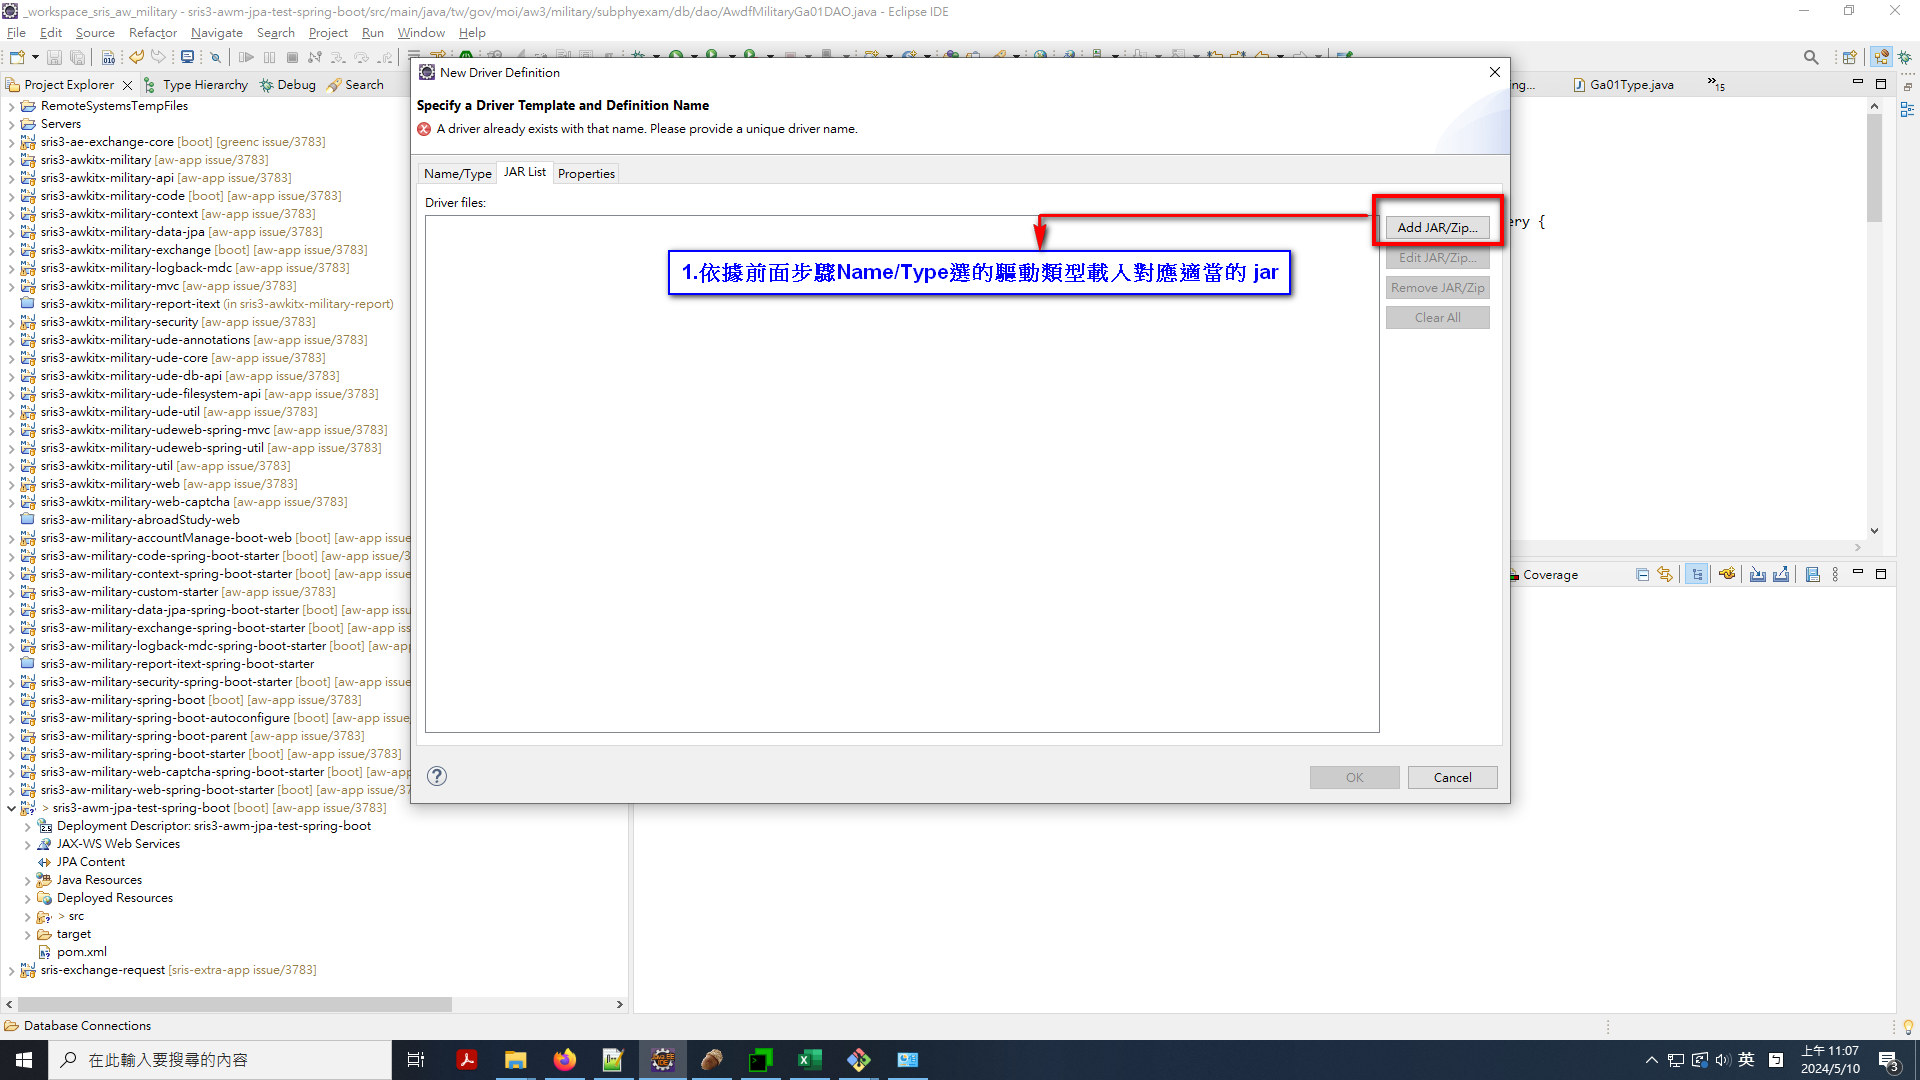 _workspace_sris_aw_military - sris3-awm-jpa-test-spring-boot/src/main/java/tw/gov/moi/aw3/military/subphyexam/db/dao/AwdfMilitaryGa01DAO.java - Eclipse IDE
File Edit Source Refactor Navigate Search Project Run Window Help
Project Explorer Type Hierarchy Debug Search
ng... Ga01Type.java »15
RemoteSystemsTempFiles
Servers
sris3-ae-exchange-core [boot] [greenc issue/3783]
sris3-awkitx-military [aw-app issue/3783]
sris3-awkitx-military-api [aw-app issue/3783]
sris3-awkitx-military-code [boot] [aw-app issue/3783]
sris3-awkitx-military-context [aw-app issue/3783]
sris3-awkitx-military-data-jpa [aw-app issue/3783]
sris3-awkitx-military-exchange [boot] [aw-app issue/3783]
sris3-awkitx-military-logback-mdc [aw-app issue/3783]
sris3-awkitx-military-mvc [aw-app issue/3783]
sris3-awkitx-military-report-itext (in sris3-awkitx-military-report)
sris3-awkitx-military-security [aw-app issue/3783]
sris3-awkitx-military-ude-annotations [aw-app issue/3783]
sris3-awkitx-military-ude-core [aw-app issue/3783]
sris3-awkitx-military-ude-db-api [aw-app issue/3783]
sris3-awkitx-military-ude-filesystem-api [aw-app issue/3783]
sris3-awkitx-military-ude-util [aw-app issue/3783]
sris3-awkitx-military-udeweb-spring-mvc [aw-app issue/3783]
sris3-awkitx-military-udeweb-spring-util [aw-app issue/3783]
sris3-awkitx-military-util [aw-app issue/3783]
sris3-awkitx-military-web [aw-app issue/3783]
sris3-awkitx-military-web-captcha [aw-app issue/3783]
sris3-aw-military-abroadStudy-web
sris3-aw-military-accountManage-boot-web [boot] [aw-app issue
sris3-aw-military-code-spring-boot-starter [boot] [aw-app issue/3
sris3-aw-military-context-spring-boot-starter [boot] [aw-app issue
sris3-aw-military-custom-starter [aw-app issue/3783]
sris3-aw-military-data-jpa-spring-boot-starter [boot] [aw-app issu
sris3-aw-military-exchange-spring-boot-starter [boot] [aw-app iss
sris3-aw-military-logback-mdc-spring-boot-starter [boot] [aw-app
sris3-aw-military-report-itext-spring-boot-starter
sris3-aw-military-security-spring-boot-starter [boot] [aw-app issue
sris3-aw-military-spring-boot [boot] [aw-app issue/3783]
sris3-aw-military-spring-boot-autoconfigure [boot] [aw-app issue
sris3-aw-military-spring-boot-parent [aw-app issue/3783]
sris3-aw-military-spring-boot-starter [boot] [aw-app issue/3783]
sris3-aw-military-web-captcha-spring-boot-starter [boot] [aw-app
sris3-aw-military-web-spring-boot-starter [boot] [aw-app issue/37
> sris3-awm-jpa-test-spring-boot [boot] [aw-app issue/3783]
Deployment Descriptor: sris3-awm-jpa-test-spring-boot
JAX-WS Web Services
JPA Content
Java Resources
Deployed Resources
> src
target
pom.xml
sris-exchange-request [sris-extra-app issue/3783]
Database Connections
New Driver Definition
Specify a Driver Template and Definition Name
A driver already exists with that name. Please provide a unique driver name.
Name/Type JAR List Properties
Driver files:
Add JAR/Zip...
Edit JAR/Zip...
Remove JAR/Zip
Clear All
1.依據前面步驟Name/Type選的驅動類型載入對應適當的 jar
OK Cancel
ery {
Coverage
在此輸入要搜尋的內容
英
上午 11:07
2024/5/10
3